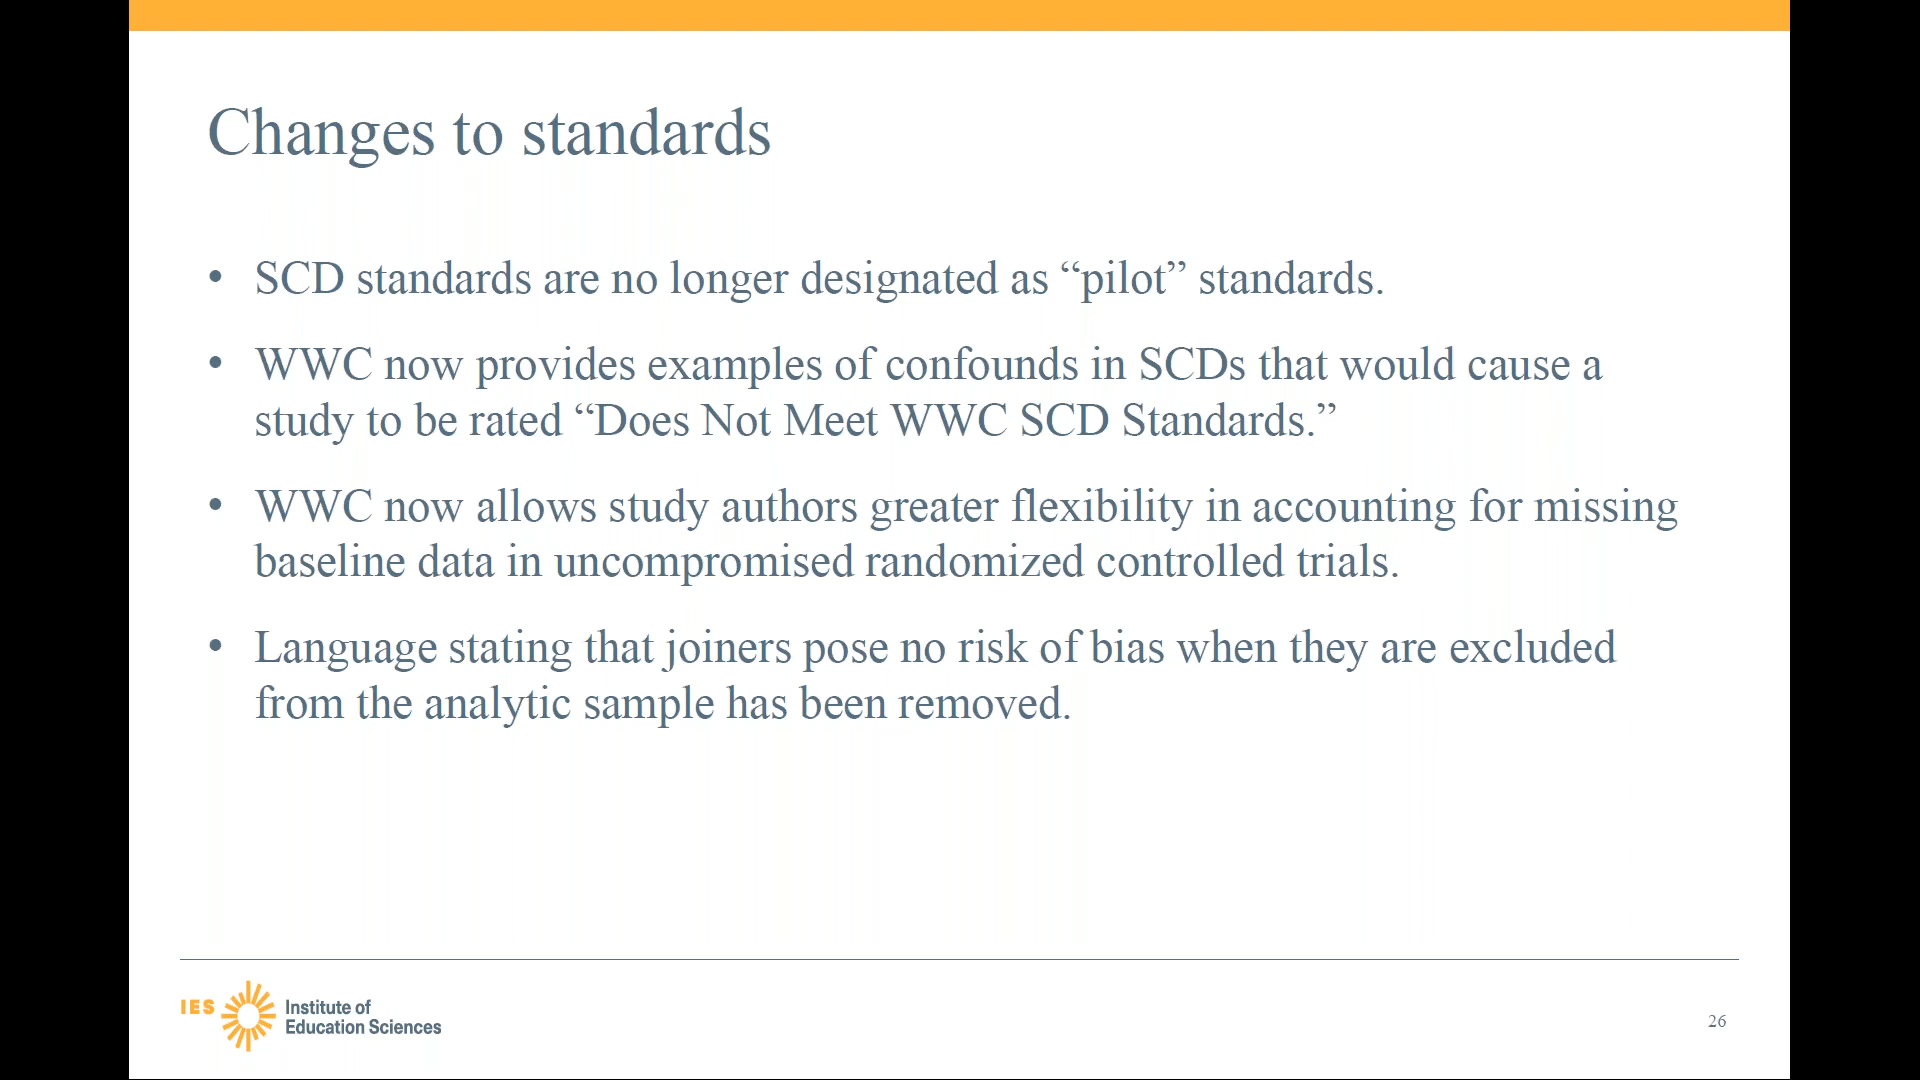 Changes to standards
• SCD standards are no longer designated as “pilot” standards.
• WWC now provides examples of confounds in SCDs that would cause a
study to be rated “Does Not Meet WWC SCD Standards.”
• WWC now allows study authors greater flexibility in accounting for missing
baseline data in uncompromised randomized controlled trials.
• Language stating that joiners pose no risk of bias when they are excluded
from the analytic sample has been removed.
IES
Institute of
Education Sciences
26